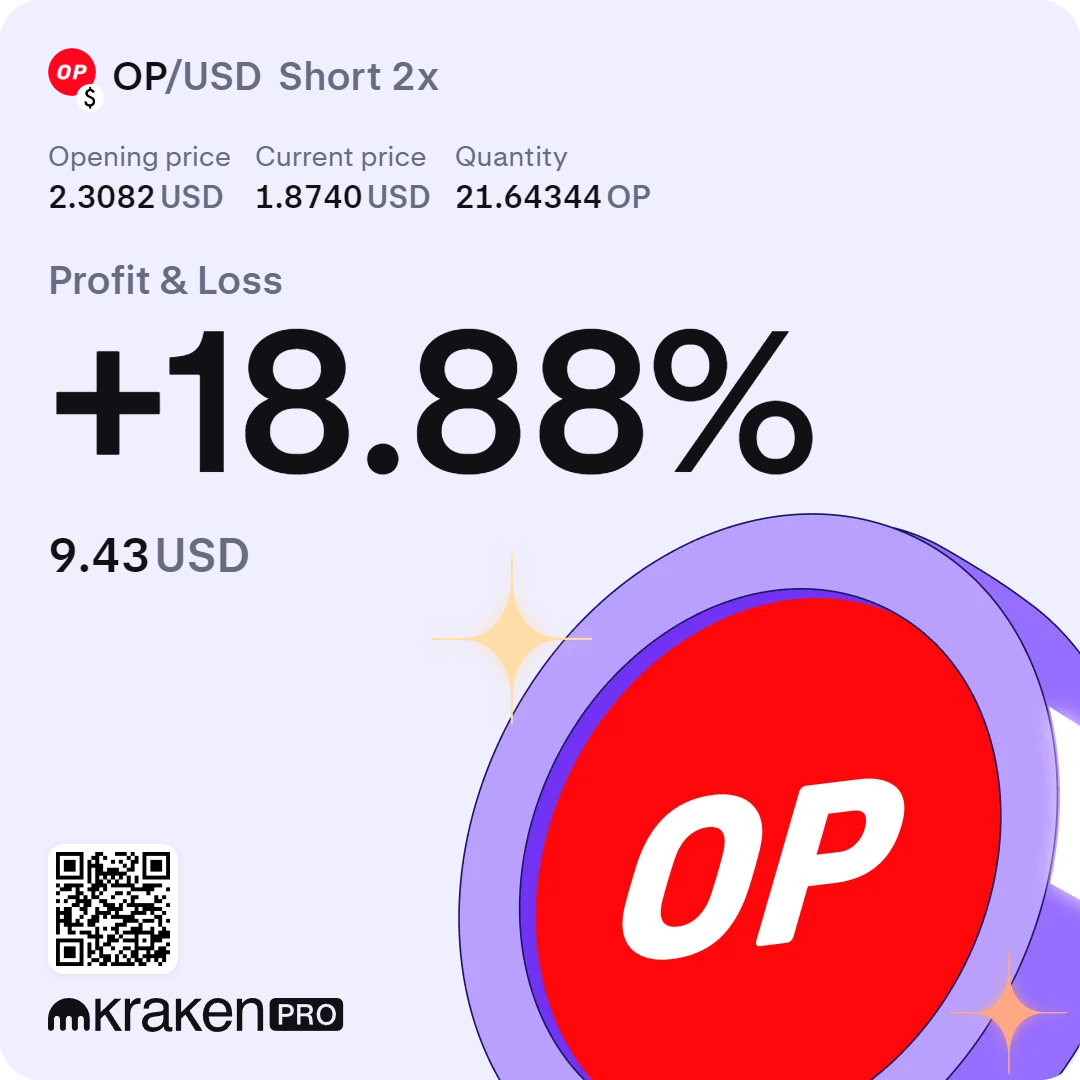 OP OP/USD Short 2x
$
Opening price Current price Quantity
2.3082 USD 1.8740 USD 21.64344 OP
Profit & Loss
+18.88%
9.43 USD
OP
kraken PRO